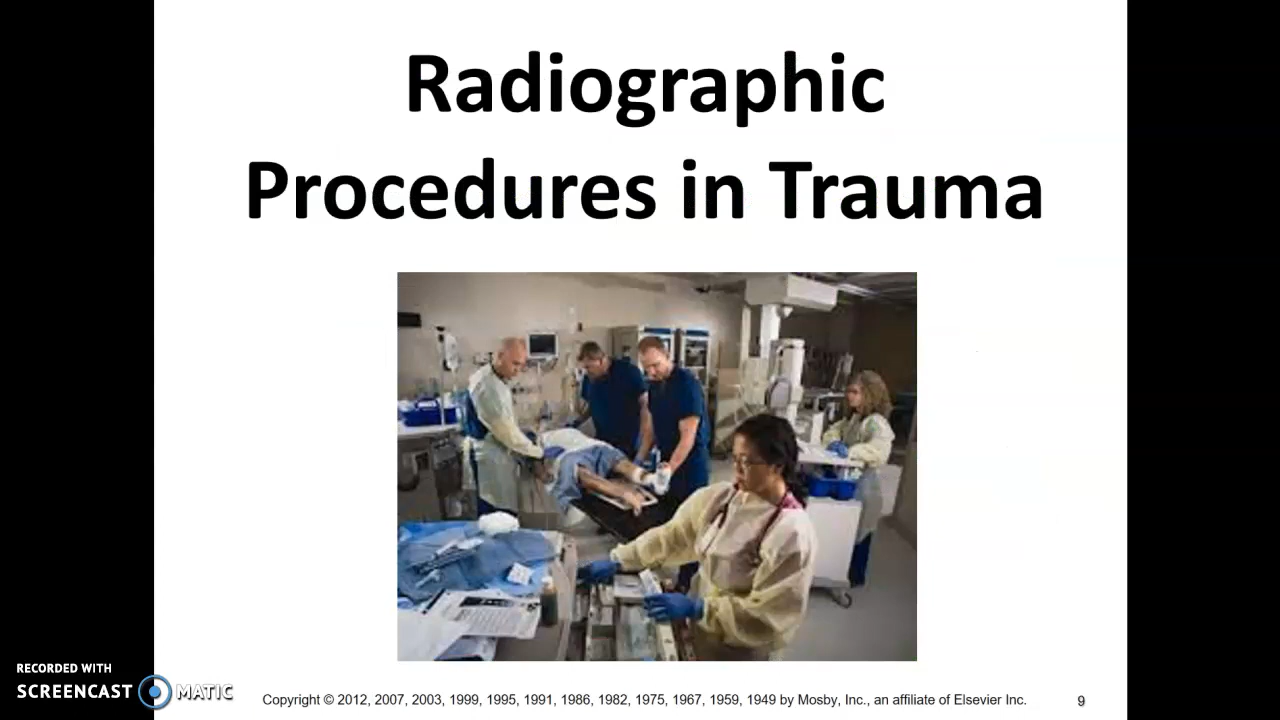 Radiographic
Procedures in Trauma
RECORDED WITH
SCREENCAST MATIC
Copyright © 2012, 2007, 2003, 1999, 1995, 1991, 1986, 1982, 1975, 1967, 1959, 1949 by Mosby, Inc., an affiliate of Elsevier Inc.
9